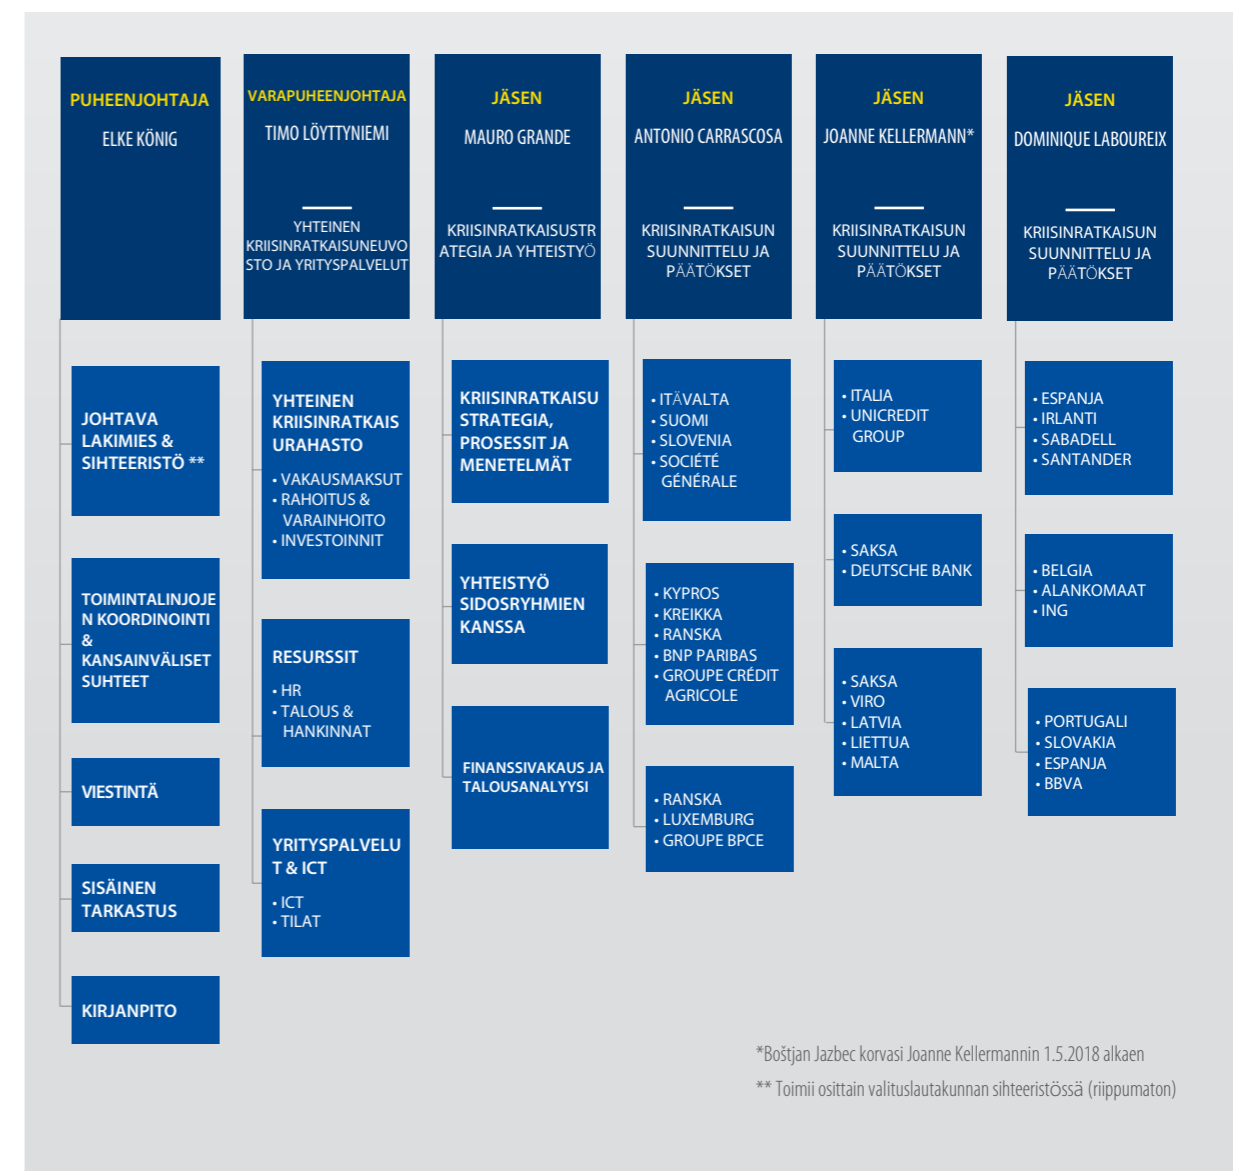 PUHEENJOHTAJA
ELKE KÖNIG
JOHTAVA
LAKIMIES &
SIHTEERISTÖ **
TOIMINTALINJOJE
N KOORDINOINTI
&
KANSAINVÄLISET
SUHTEET
VIESTINTÄ
SISÄINEN
TARKASTUS
KIRJANPITO
VARAPUHEENJOHTAJA
TIMO LÖYTTYNIEMI
YHTEINEN
KRIISINRATKAISUNEUVO
STO JA YRITYSPALVELUT
YHTEINEN
KRIISINRATKAIS
URAHASTO
• VAKAUSMAKSUT
• RAHOITUS &
VARAINHOITO
• INVESTOINNIT
RESURSSIT
• HR
• TALOUS &
HANKINNAT
YRITYSPALVELU
T & ICT
• ICT
• TILAT
JÄSEN
MAURO GRANDE
KRIISINRATKAISUSTR
ATEGIA JA YHTEISTYÖ
KRIISINRATKAISU
STRATEGIA,
PROSESSIT JA
MENETELMÄT
YHTEISTYÖ
SIDOSRYHMIEN
KANSSA
FINANSSIVAKAUS JA
TALOUSANALYYSI
JÄSEN
ANTONIO CARRASCOSA
KRIISINRATKAISUN
SUUNNITTELU JA
PÄÄTÖKSET
• ITÄVALTA
• SUOMI
• SLOVENIA
• SOCIÉTÉ
GÉNÉRALE
• KYPROS
• KREIKKA
• RANSKA
• BNP PARIBAS
• GROUPE CRÉDIT
AGRICOLE
• RANSKA
• LUXEMBURG
• GROUPE BPCE
JÄSEN
JOANNE KELLERMANN*
KRIISINRATKAISUN
SUUNNITTELU JA
PÄÄTÖKSET
• ITALIA
• UNICREDIT
GROUP
• SAKSA
• DEUTSCHE BANK
• SAKSA
• VIRO
• LATVIA
• LIETTUA
• MALTA
JÄSEN
DOMINIQUE LABOUREIX
KRIISINRATKAISUN
SUUNNITTELU JA
PÄÄTÖKSET
• ESPANJA
• IRLANTI
• SABADELL
• SANTANDER
• BELGIA
• ALANKOMAAT
• ING
• PORTUGALI
• SLOVAKIA
• ESPANJA
• BBVA
*Boštjan Jazbec korvasi Joanne Kellermannin 1.5.2018 alkaen
** Toimii osittain valituslautakunnan sihteeristössä (riippumaton)